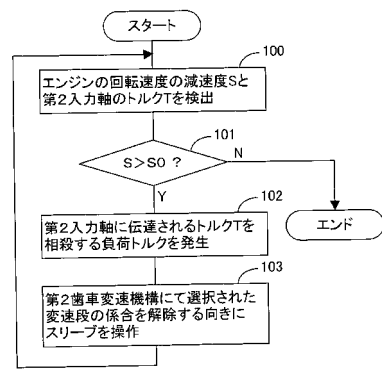 スタート
100
エンジンの回転速度の減速度Sと
第2入力軸のトルクTを検出
101
S>S0 ?
N
Y
102
第2入力軸に伝達されるトルクTを
相殺する負荷トルクを発生
エンド
103
第2歯車変速機構にて選択された
変速段の係合を解除する向きに
スリーブを操作